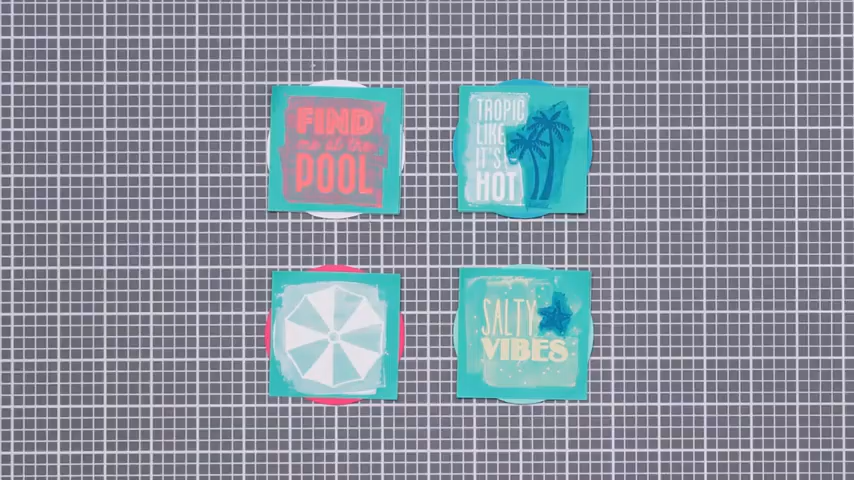 FIND
me at the
POOL
TROPIC
LIKE
IT'S
HOT
SALTY
VIBES